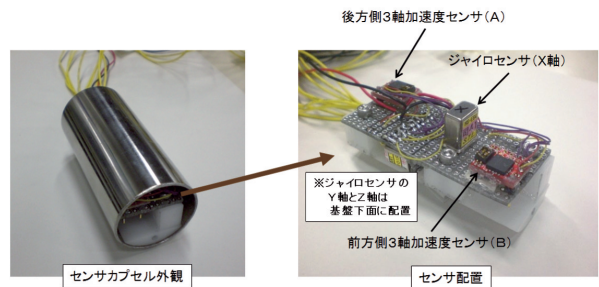 後方側3軸加速度センサ（A）
ジャイロセンサ（X軸）
※ジャイロセンサの
Y軸とZ軸は
基盤下面に配置
前方側3軸加速度センサ（B）
センサカプセル外観
センサ配置